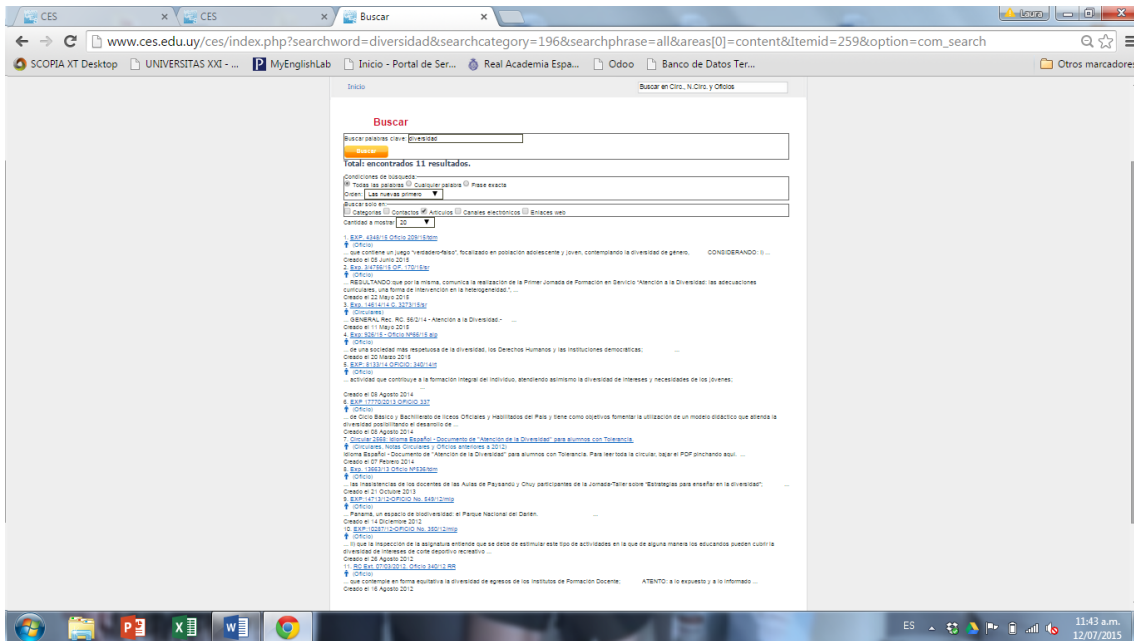 CES
CES
Buscar
Laura
www.ces.edu.uy/ces/index.php?searchword=diversidad&searchcategory=196&searchphrase=all&areas[0]=content&Itemid=259&option=com_search
SCOPIA XT Desktop
UNIVERSITAS XXI - ...
MyEnglishLab
Inicio - Portal de Ser...
Real Academia Espa...
Odoo
Banco de Datos Ter...
Otros marcadores
Inicio
Buscar en Circ., N.Circ. y Oficios
Buscar
Buscar palabras clave: diversidad
Buscar
Total: encontrados 11 resultados.
Condiciones de búsqueda:
Todas las palabras Cualquier palabra Frase exacta
Orden: Las nuevas primero
Buscar solo en:
Categorías Contactos Artículos Canales electrónicos Enlaces web
Cantidad a mostrar 20
1. EXP. 4348/15 Oficio 209/15/bm
(Oficio)
... que contiene un juego "verdadero-falso", focalizado en población adolescente y joven, contemplando la diversidad de género. CONSIDERANDO: I) ...
Creado el 08 Junio 2015
2. Exp. 3/4786/15 OF. 170/15/sr
(Oficio)
... RESULTANDO:que por la misma, comunica la realización de la Primer Jornada de Formación en Servicio "Atención a la Diversidad: las adecuaciones
curriculares, una forma de intervención en la heterogeneidad.", ...
Creado el 22 Mayo 2015
3. Exp. 14614/14 C. 3273/15/sr
(Circulares)
... GENERAL Rec. RC. 56/2/14 - Atención a la Diversidad.- ...
Creado el 11 Mayo 2015
4. Exp: 526/15 - Oficio Nº66/15 alg
(Oficio)
... de una sociedad más respetuosa de la diversidad, los Derechos Humanos y las Instituciones democráticas; ...
Creado el 20 Marzo 2015
5. EXP: 8133/14 OFICIO: 340/14/lt
(Oficio)
... actividad que contribuye a la formación integral del individuo, atendiendo asimismo la diversidad de intereses y necesidades de los jóvenes;
...
Creado el 08 Agosto 2014
6. EXP 17770/2013 OFICIO 337
(Oficio)
... de Ciclo Básico y Bachillerato de liceos Oficiales y Habilitados del País y tiene como objetivos fomentar la utilización de un modelo didáctico que atienda la
diversidad posibilitando el desarrollo de ...
Creado el 08 Agosto 2014
7. Circular 2568: Idioma Español - Documento de "Atención de la Diversidad" para alumnos con Tolerancia.
(Circulares, Notas Circulares y Oficios anteriores a 2012)
Idioma Español - Documento de "Atención de la Diversidad" para alumnos con Tolerancia. Para leer toda la circular, bajar el PDF pinchando aquí. ...
Creado el 07 Febrero 2014
8. Exp. 13663/13 Oficio Nº536/bm
(Oficio)
... las inasistencias de los docentes de las Aulas de Paysandú y Chuy participantes de la Jornada-Taller sobre "Estrategias para enseñar en la diversidad", ...
Creado el 21 Octubre 2013
9. EXP:14713/12-OFICIO No. 649/12/mlp
(Oficio)
... Panamá, un espacio de biodiversidad: el Parque Nacional del Darién. ...
Creado el 14 Diciembre 2012
10. EXP:10287/12-OFICIO No. 350/12/mlp
(Oficio)
... II) que la Inspección de la asignatura entiende que se debe de estimular este tipo de actividades en la que de alguna manera los educandos pueden cubrir la
diversidad de intereses de corte deportivo recreativo ...
Creado el 26 Agosto 2012
11. RC Ext. 07/03/2012, Oficio 340/12 RR
(Oficio)
... que contemple en forma equitativa la diversidad de egresos de los Institutos de Formación Docente; ATENTO: a lo expuesto y a lo informado ...
Creado el 16 Agosto 2012
ES
11:43 a.m.
12/07/2015